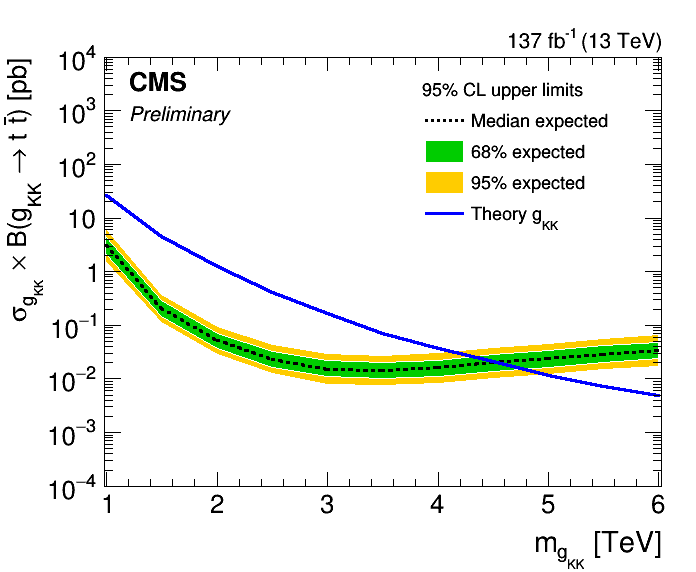 137 fb⁻¹ (13 TeV)
CMS
Preliminary
95% CL upper limits
Median expected
68% expected
95% expected
Theory g_KK
σ_g_KK × B(g_KK → t t̄) [pb]
10⁴
10³
10²
10
1
10⁻¹
10⁻²
10⁻³
10⁻⁴
1 2 3 4 5 6
m_g_KK [TeV]